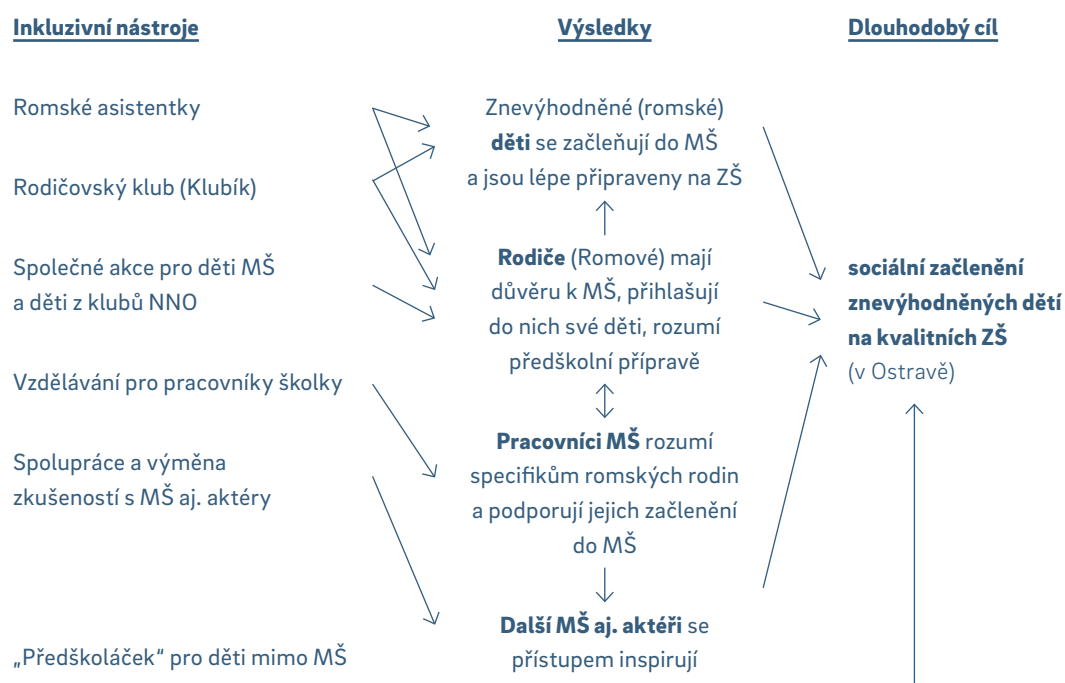 Inkluzivní nástroje
Výsledky
Dlouhodobý cíl
Romské asistentky
Rodičovský klub (Klubík)
Společné akce pro děti MŠ
a děti z klubů NNO
Vzdělávání pro pracovníky školky
Spolupráce a výměna
zkušeností s MŠ aj. aktéry
„Předškoláček“ pro děti mimo MŠ
Znevýhodněné (romské)
děti se začleňují do MŠ
a jsou lépe připraveny na ZŠ
Rodiče (Romové) mají
důvěru k MŠ, přihlašují
do nich své děti, rozumí
předškolní přípravě
Pracovníci MŠ rozumí
specifikům romských rodin
a podporují jejich začlenění
do MŠ
Další MŠ aj. aktéři se
přístupem inspirují
sociální začlenění
znevýhodněných dětí
na kvalitních ZŠ
(v Ostravě)